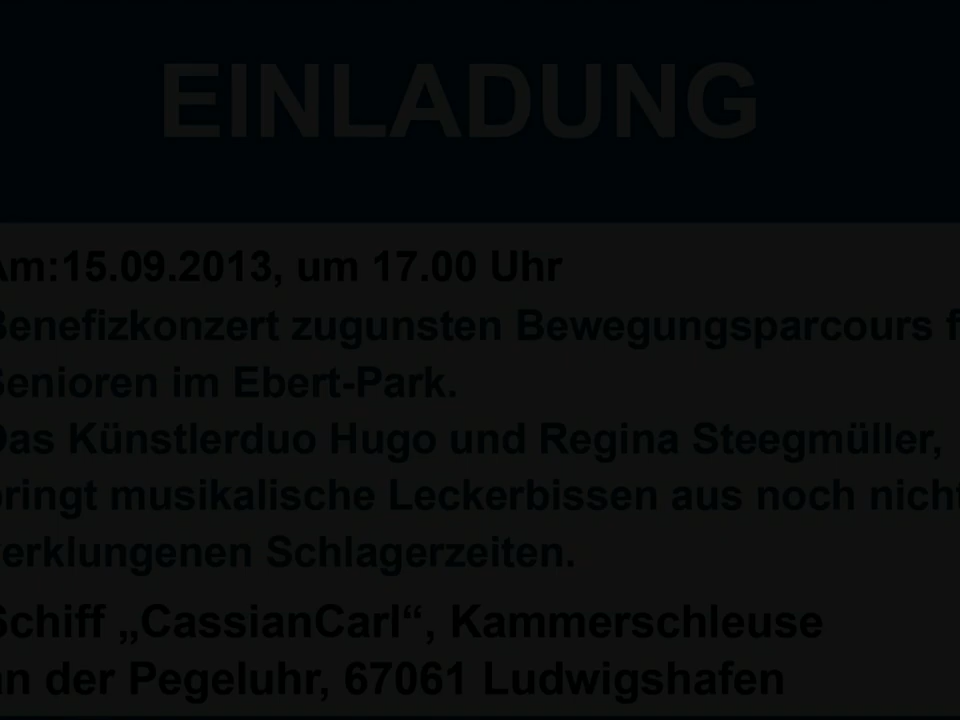 EINLADUNG
Am:15.09.2013, um 17.00 Uhr
Benefizkonzert zugunsten Bewegungsparcours
Senioren im Ebert-Park.
Das Künstlerduo Hugo und Regina Steegmüller,
bringt musikalische Leckerbissen aus noch nicht
verklungenen Schlagerzeiten.
Schiff „CassianCarl“, Kammerschleuse
an der Pegeluhr, 67061 Ludwigshafen